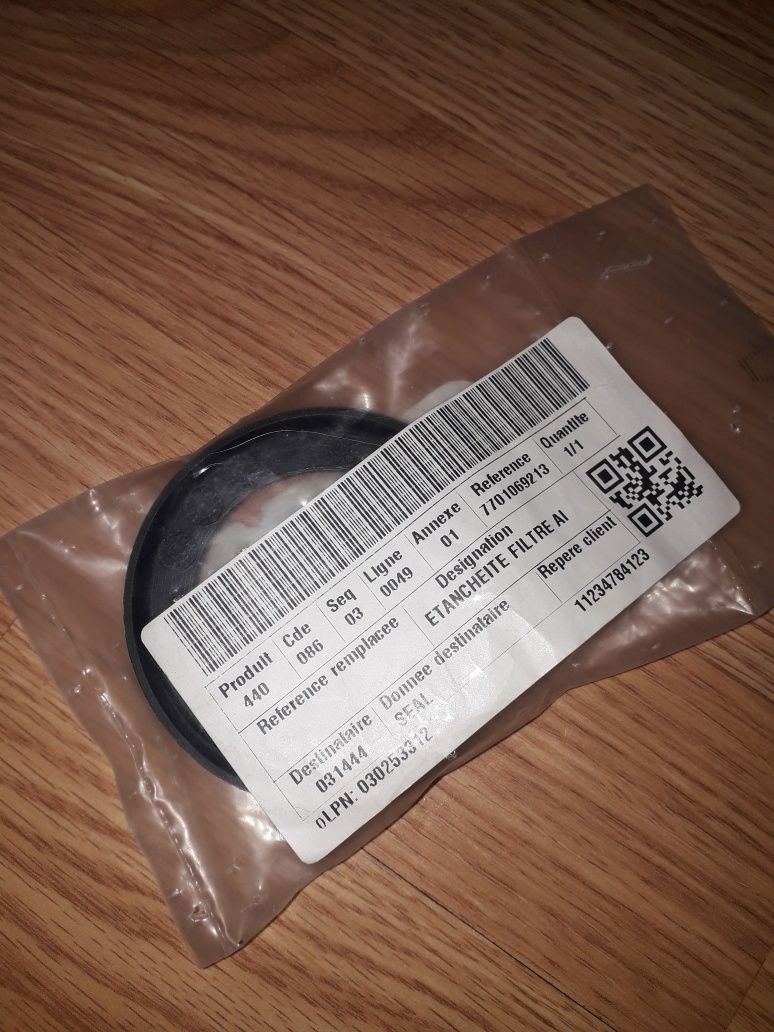 Produit Cde Seq Ligne Annexe Reference Quantite
440 086 03 0049 01 7701069213 1/1
Reference remplacee Designation
ETANCHEITE FILTRE AI
Destinataire Donnee destinataire Repere client
031444 SEAL 11234784123
0LPN: 030253312